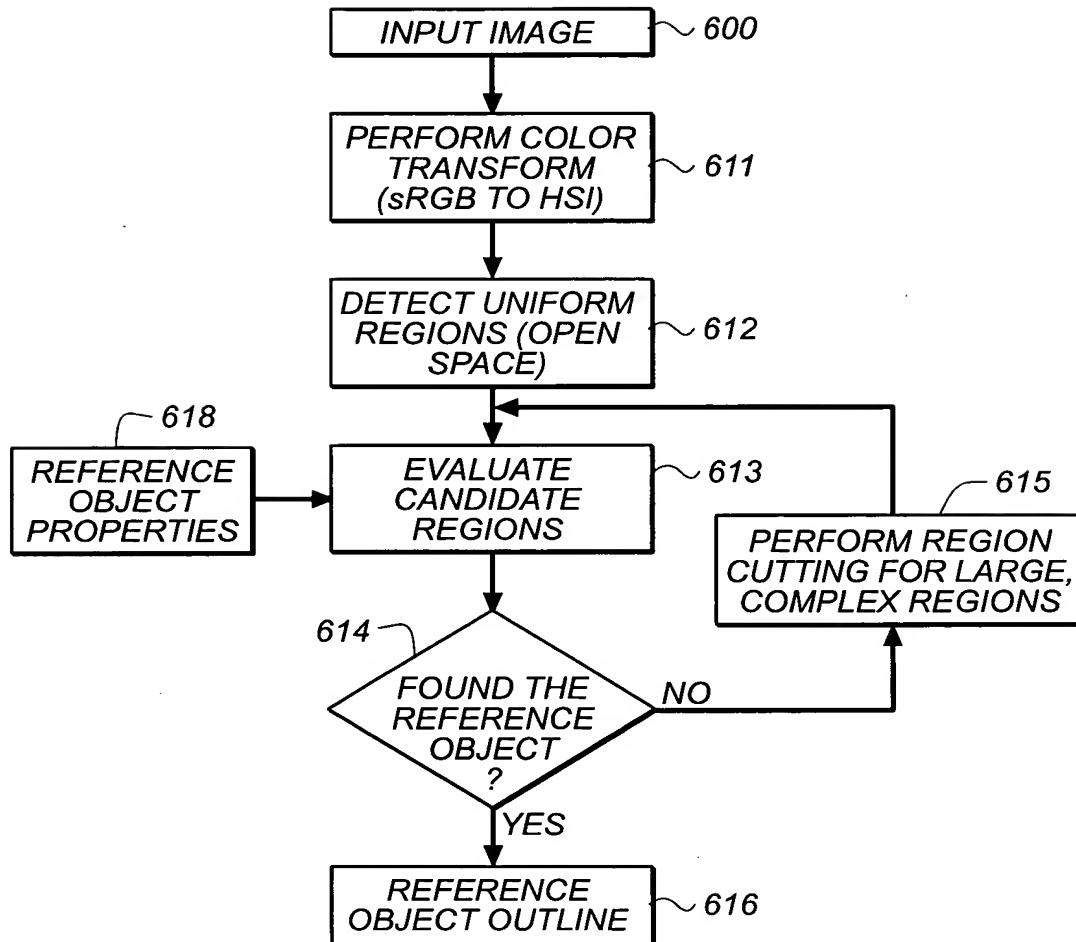 INPUT IMAGE
600
PERFORM COLOR
TRANSFORM
(sRGB TO HSI)
611
DETECT UNIFORM
REGIONS (OPEN
SPACE)
612
618
REFERENCE
OBJECT
PROPERTIES
EVALUATE
CANDIDATE
REGIONS
613
615
PERFORM REGION
CUTTING FOR LARGE,
COMPLEX REGIONS
614
FOUND THE
REFERENCE
OBJECT
?
NO
YES
REFERENCE
OBJECT OUTLINE
616